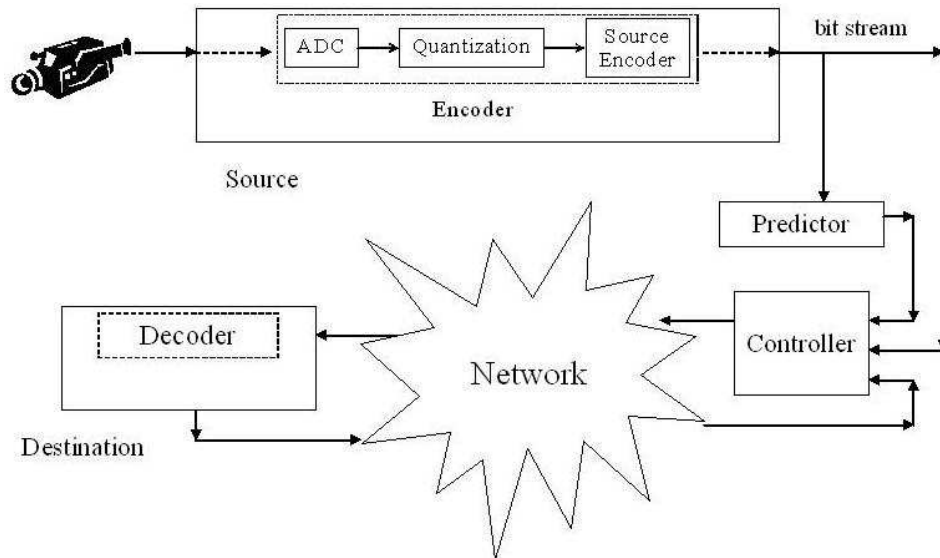 ADC
Quantization
Source
Encoder
bit stream
Encoder
Source
Predictor
Decoder
Controller
Network
Destination